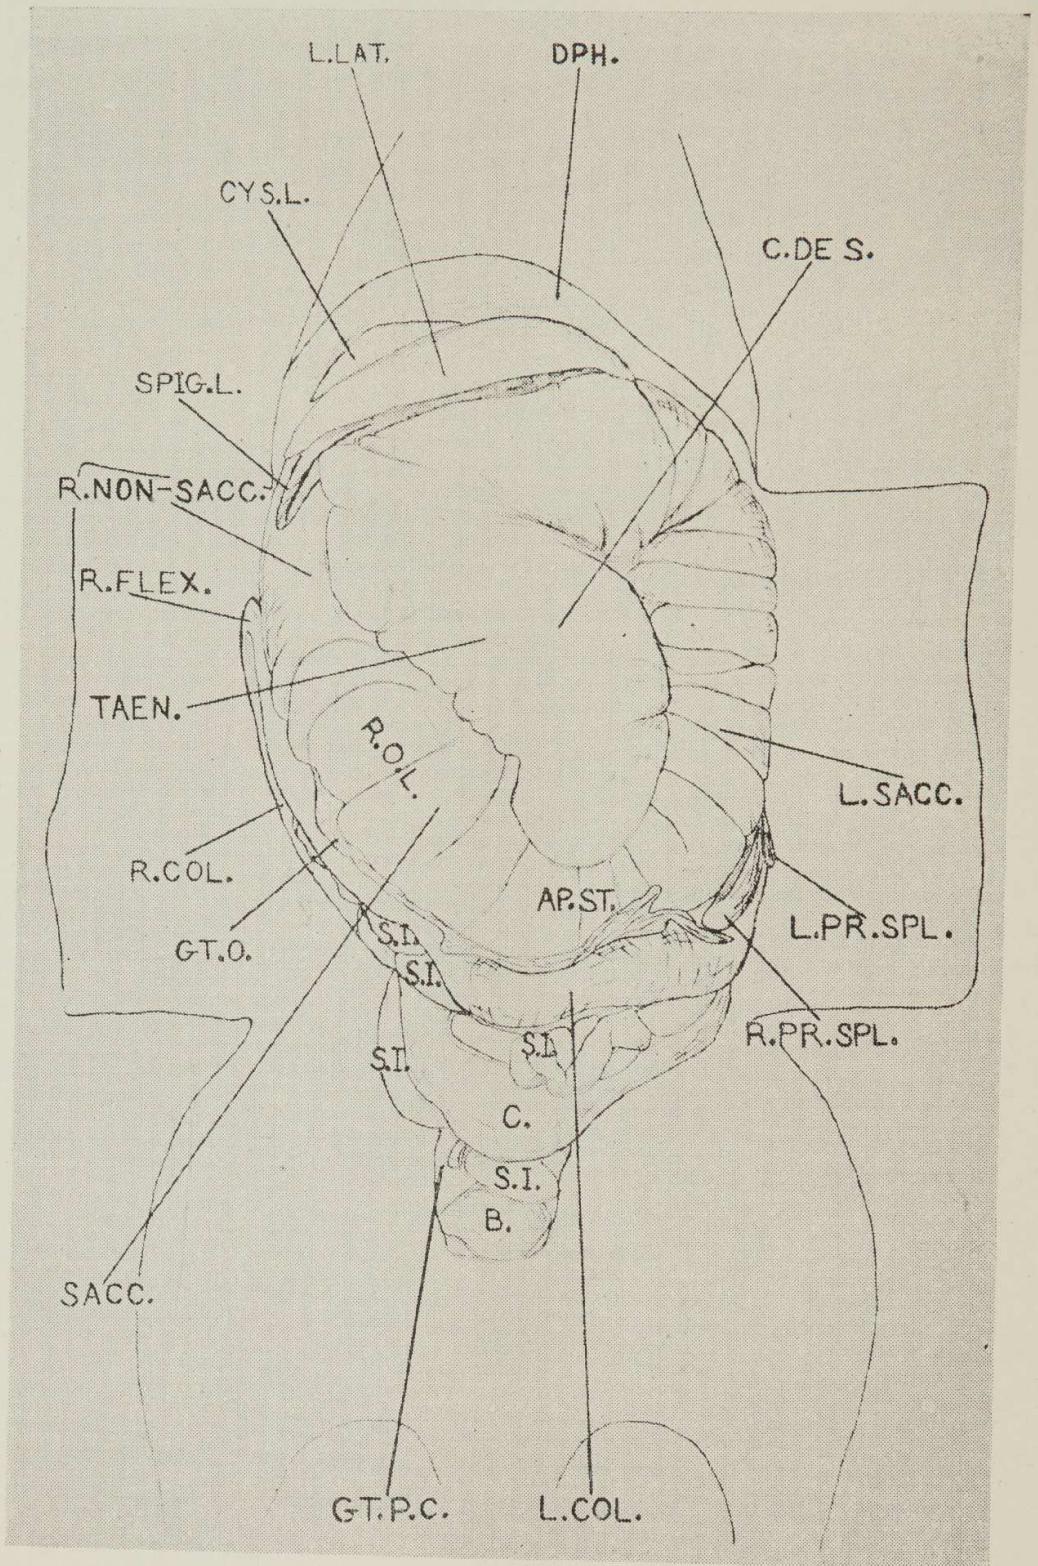 L.LAT.
DPH.
CYS.L.
C.DE S.
SPIG.L.
R.NON-SACC.
R.FLEX.
TAEN.
R.O.L.
L.SACC.
R.COL.
AP.ST.
GT.O.
S.I.
L.PR.SPL.
S.I.
R.PR.SPL.
S.I.
S.I.
C.
S.I.
B.
SACC.
GT.P.C.
L.COL.